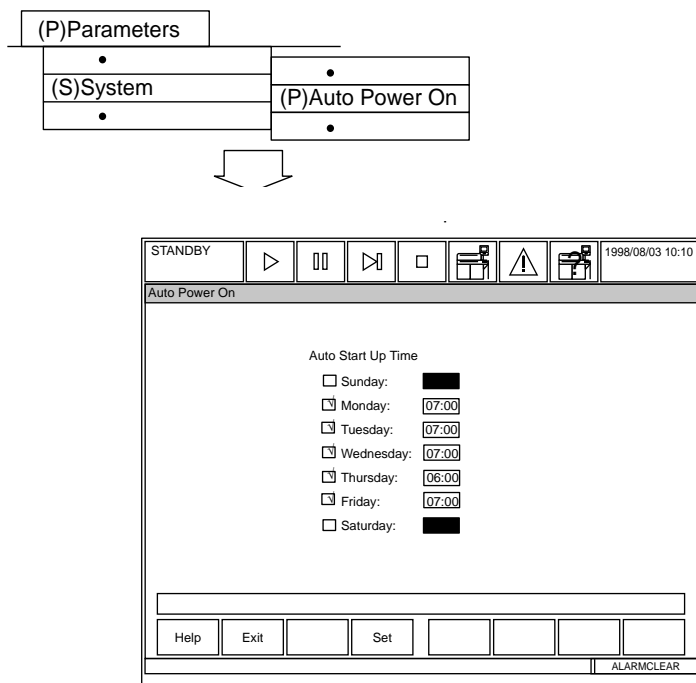 (P)Parameters
(S)System
(P)Auto Power On
STANDBY
1998/08/03 10:10
Auto Power On
Auto Start Up Time
Sunday:
Monday: 07:00
Tuesday: 07:00
Wednesday: 07:00
Thursday: 06:00
Friday: 07:00
Saturday:
Help Exit Set
ALARMCLEAR